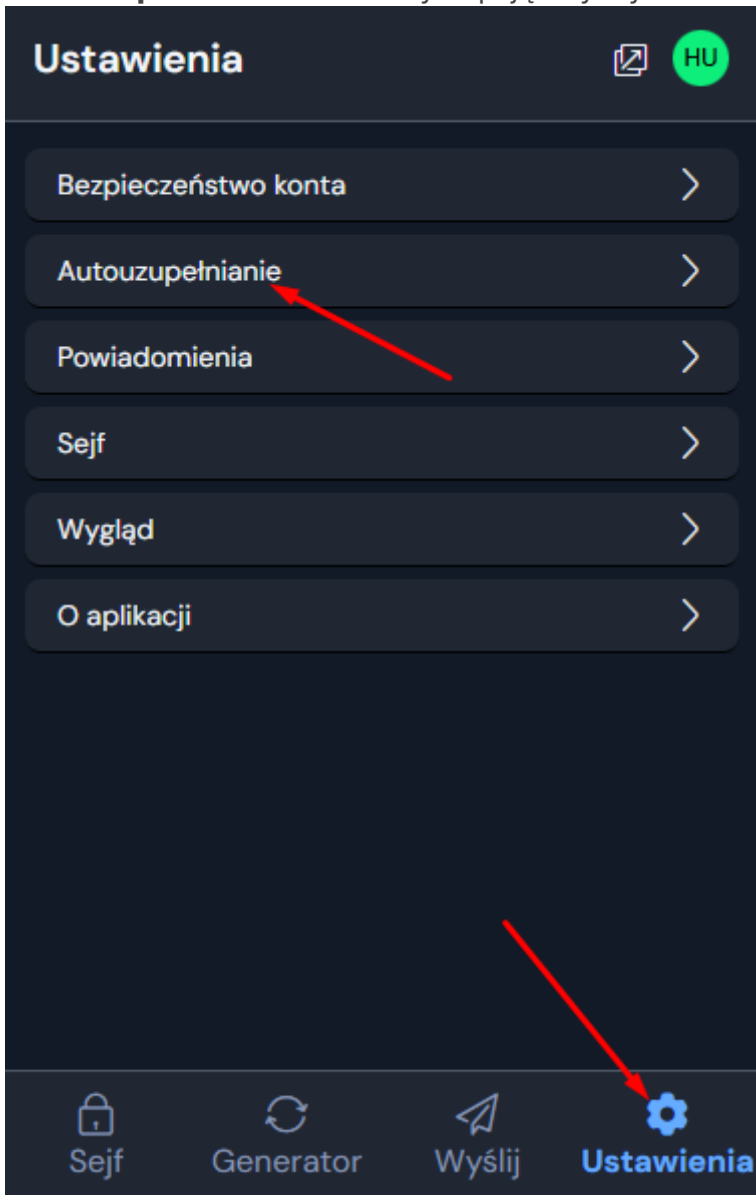 Ustawienia
HU
Bezpieczeństwo konta
Autouzupełnianie
Powiadomienia
Sejf
Wygląd
O aplikacji
Sejf Generator Wyślij Ustawienia